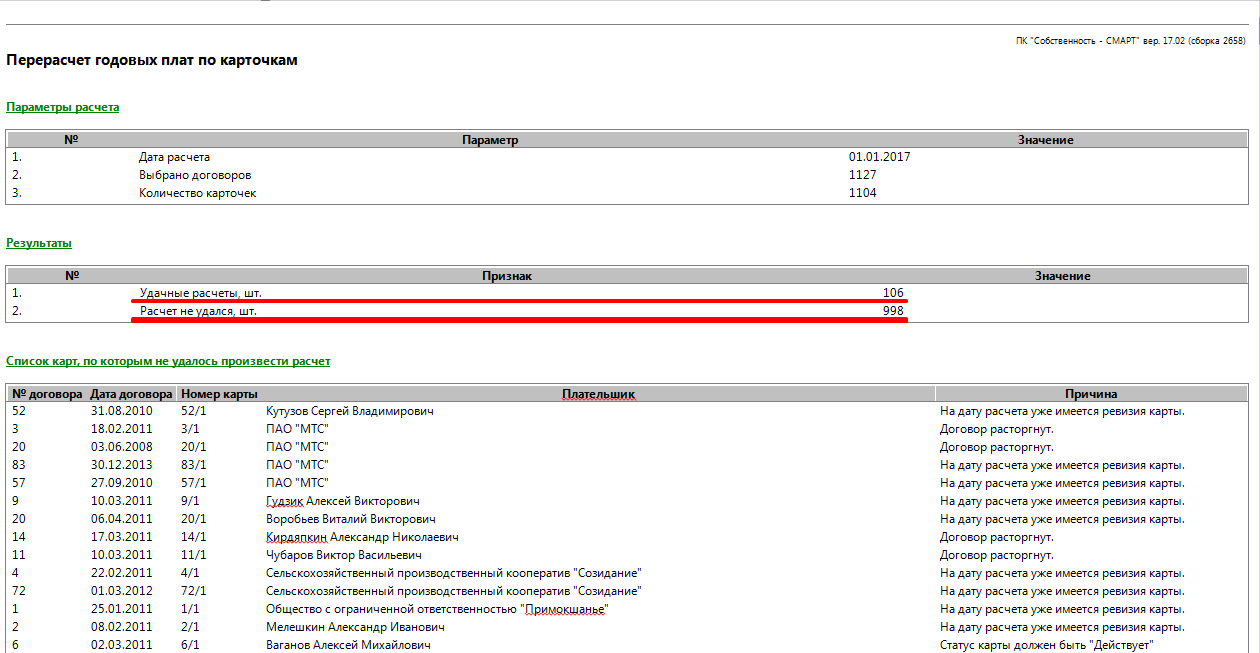 ПК "Собственность - СМАРТ" вер. 17.02 (сборка 2658)
Перерасчет годовых плат по карточкам
Параметры расчета
№ Параметр Значение
1. Дата расчета 01.01.2017
2. Выбрано договоров 1127
3. Количество карточек 1104
Результаты
№ Признак Значение
1. Удачные расчеты, шт. 106
2. Расчет не удался, шт. 998
Список карт, по которым не удалось произвести расчет
№ договора Дата договора Номер карты Плательшик Причина
52 31.08.2010 52/1 Кутузов Сергей Владимирович На дату расчета уже имеется ревизия карты.
3 18.02.2011 3/1 ПАО "МТС" Договор расторгнут.
20 03.06.2008 20/1 ПАО "МТС" Договор расторгнут.
83 30.12.2013 83/1 ПАО "МТС" На дату расчета уже имеется ревизия карты.
57 27.09.2010 57/1 ПАО "МТС" На дату расчета уже имеется ревизия карты.
9 10.03.2011 9/1 Гудзик Алексей Викторович На дату расчета уже имеется ревизия карты.
20 06.04.2011 20/1 Воробьев Виталий Викторович На дату расчета уже имеется ревизия карты.
14 17.03.2011 14/1 Кирдяпкин Александр Николаевич Договор расторгнут.
11 10.03.2011 11/1 Чубаров Виктор Васильевич Договор расторгнут.
4 22.02.2011 4/1 Сельскохозяйственный производственный кооператив "Созидание" На дату расчета уже имеется ревизия карты.
72 01.03.2012 72/1 Сельскохозяйственный производственный кооператив "Созидание" На дату расчета уже имеется ревизия карты.
1 25.01.2011 1/1 Общество с ограниченной ответственностью "Примокшанье" На дату расчета уже имеется ревизия карты.
2 08.02.2011 2/1 Мелешкин Александр Иванович На дату расчета уже имеется ревизия карты.
6 02.03.2011 6/1 Ваганов Алексей Михайлович Статус карты должен быть "Действует"